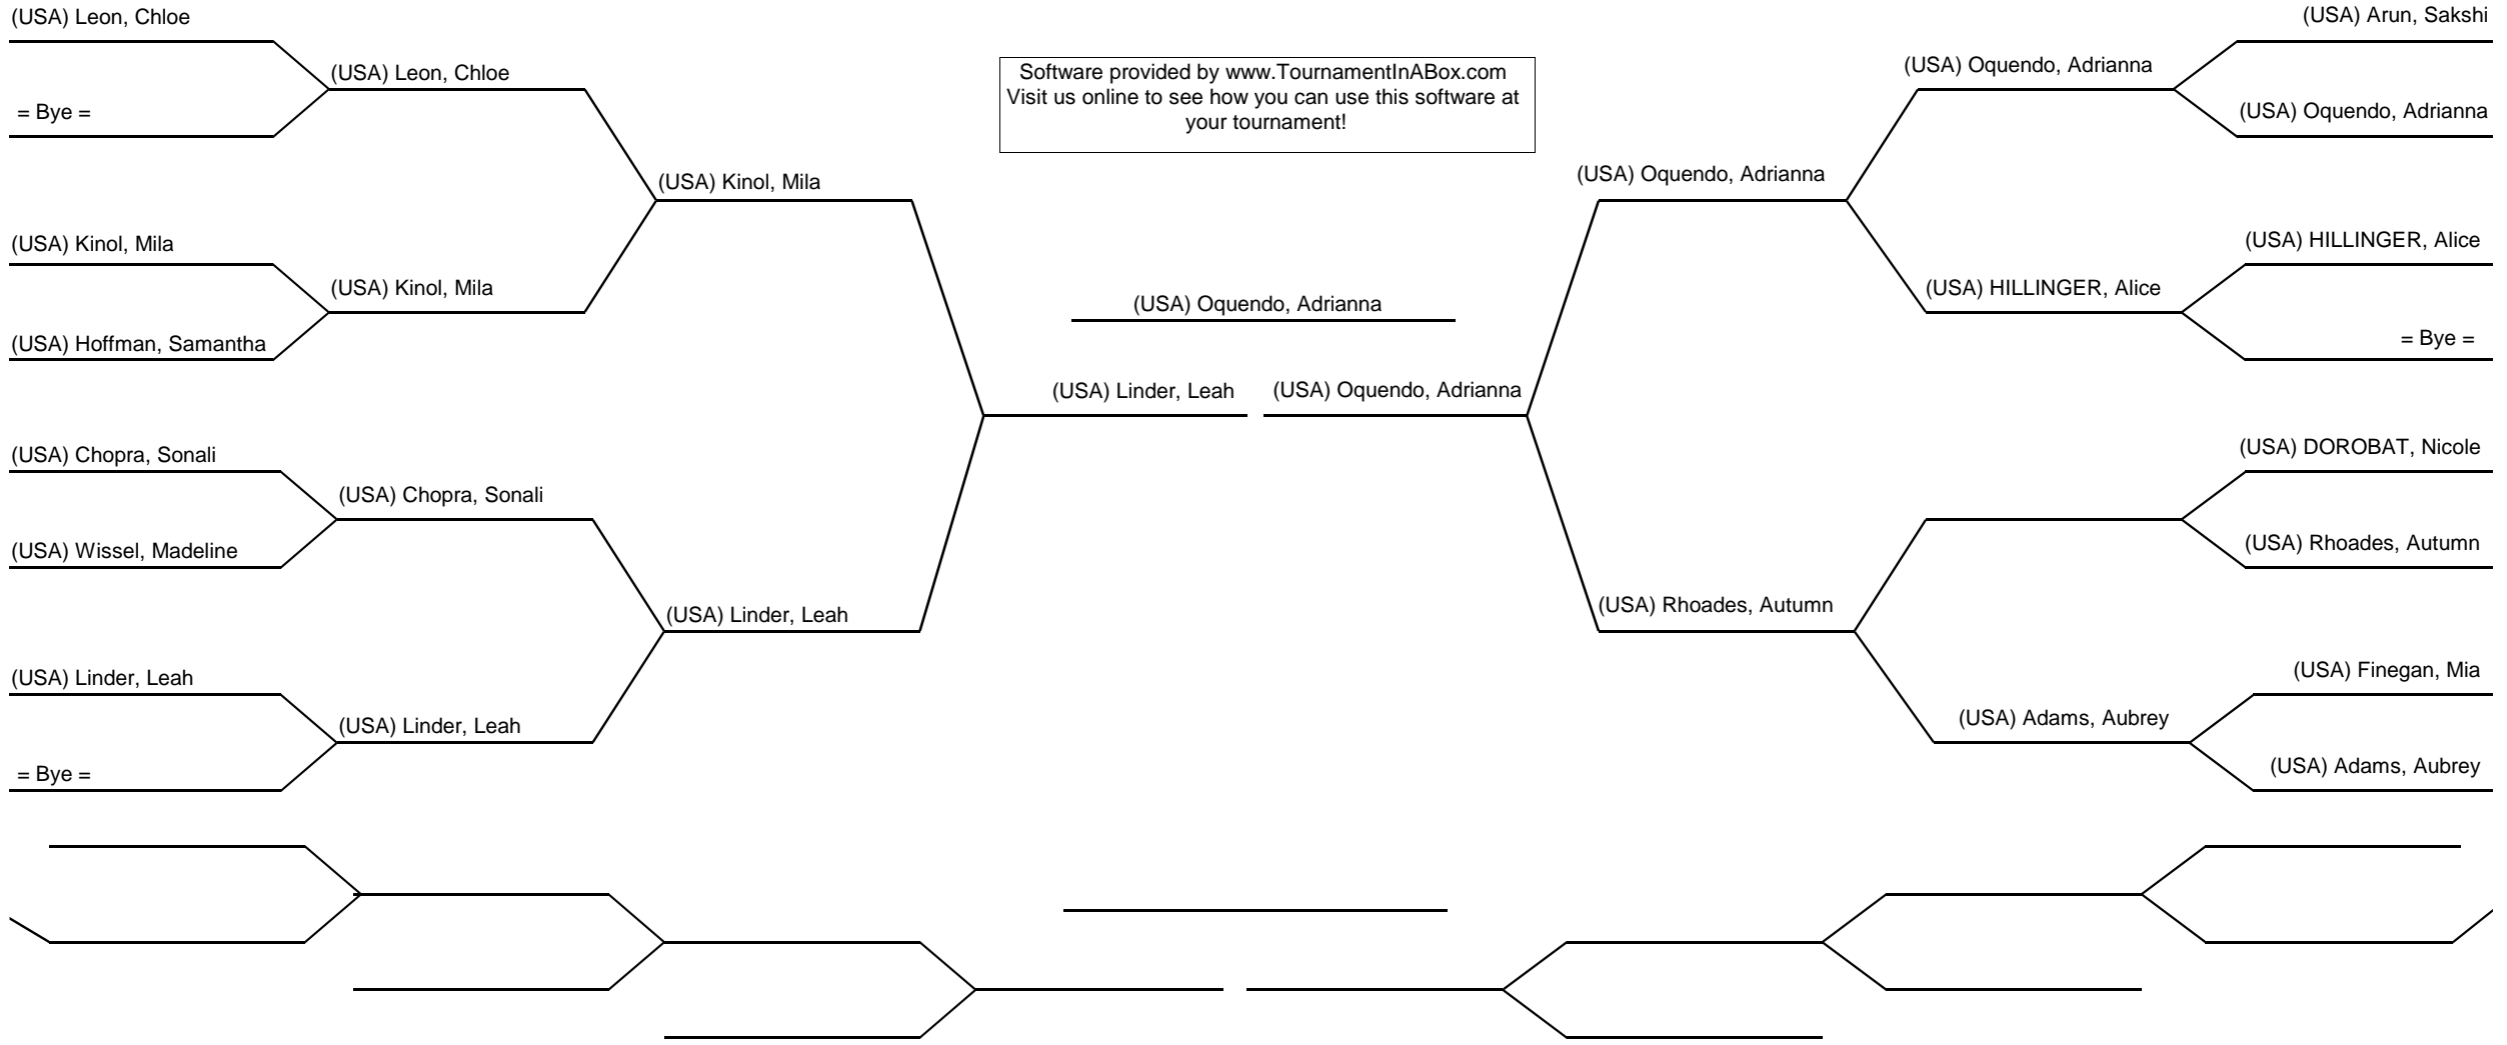 (USA) Leon, Chloe
= Bye =
(USA) Kinol, Mila
(USA) Hoffman, Samantha
(USA) Chopra, Sonali
(USA) Wissel, Madeline
(USA) Linder, Leah
= Bye =
(USA) Leon, Chloe
(USA) Kinol, Mila
(USA) Chopra, Sonali
(USA) Linder, Leah
(USA) Kinol, Mila
(USA) Linder, Leah
Software provided by www.TournamentInABox.com
Visit us online to see how you can use this software at
your tournament!
(USA) Oquendo, Adrianna
(USA) Linder, Leah
(USA) Oquendo, Adrianna
(USA) Oquendo, Adrianna
(USA) Rhoades, Autumn
(USA) Oquendo, Adrianna
(USA) HILLINGER, Alice
(USA) Adams, Aubrey
(USA) Arun, Sakshi
(USA) Oquendo, Adrianna
(USA) HILLINGER, Alice
= Bye =
(USA) DOROBAT, Nicole
(USA) Rhoades, Autumn
(USA) Finegan, Mia
(USA) Adams, Aubrey